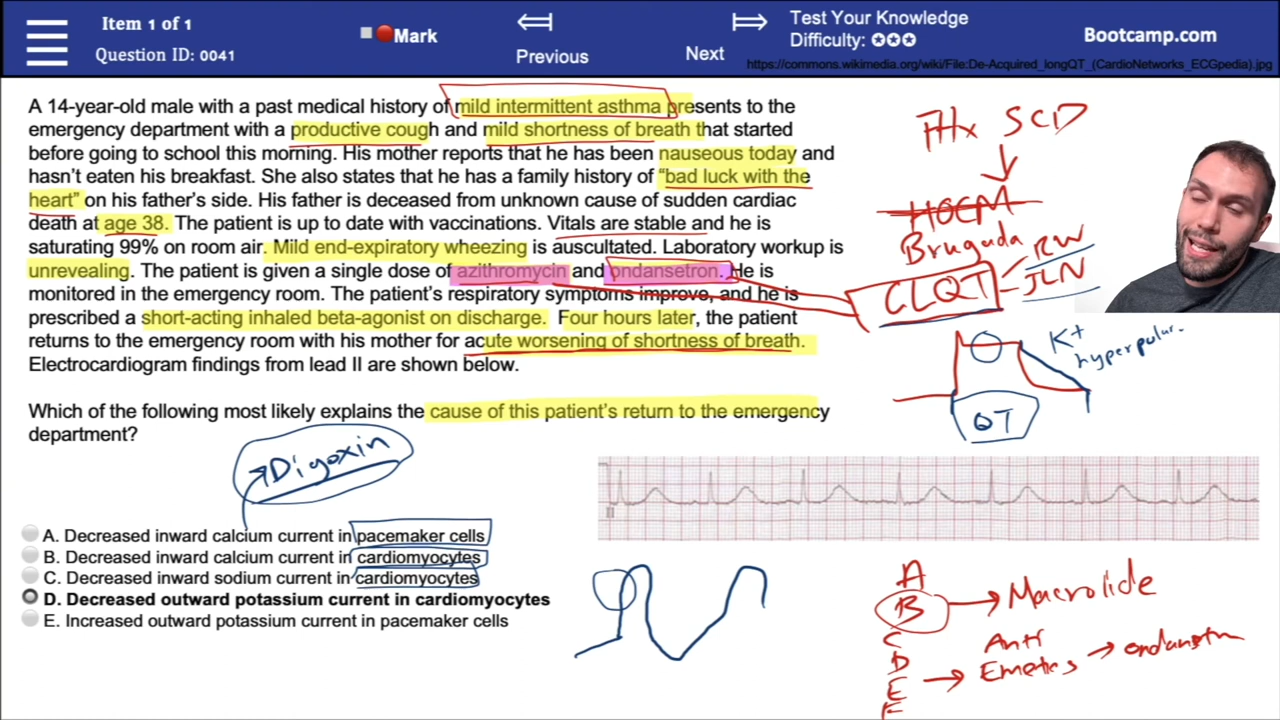 Item 1 of 1
Question ID: 0041
Mark
Previous
Next
Test Your Knowledge
Difficulty:
Bootcamp.com
https://commons.wikimedia.org/wiki/File:De-Acquired_longQT_(CardioNetworks_ECGpedia).jpg
A 14-year-old male with a past medical history of mild intermittent asthma presents to the
emergency department with a productive cough and mild shortness of breath that started
before going to school this morning. His mother reports that he has been nauseous today and
hasn't eaten his breakfast. She also states that he has a family history of “bad luck with the
heart” on his father's side. His father is deceased from unknown cause of sudden cardiac
death at age 38. The patient is up to date with vaccinations. Vitals are stable and he is
saturating 99% on room air. Mild end-expiratory wheezing is auscultated. Laboratory workup is
unrevealing. The patient is given a single dose of azithromycin and ondansetron. He is
monitored in the emergency room. The patient's respiratory symptoms improve, and he is
prescribed a short-acting inhaled beta-agonist on discharge. Four hours later, the patient
returns to the emergency room with his mother for acute worsening of shortness of breath.
Electrocardiogram findings from lead II are shown below.
Which of the following most likely explains the cause of this patient's return to the emergency
department?
Digoxin
A. Decreased inward calcium current in pacemaker cells
B. Decreased inward calcium current in cardiomyocytes
C. Decreased inward sodium current in cardiomyocytes
D. Decreased outward potassium current in cardiomyocytes
E. Increased outward potassium current in pacemaker cells
FHx SCD
HOCM
Brugada
RW
CLQT
JLN
K+
hyperpolar.
QT
II
A
B → Macrolide
C
D
Anti
E → Emetics → ondansetn
F